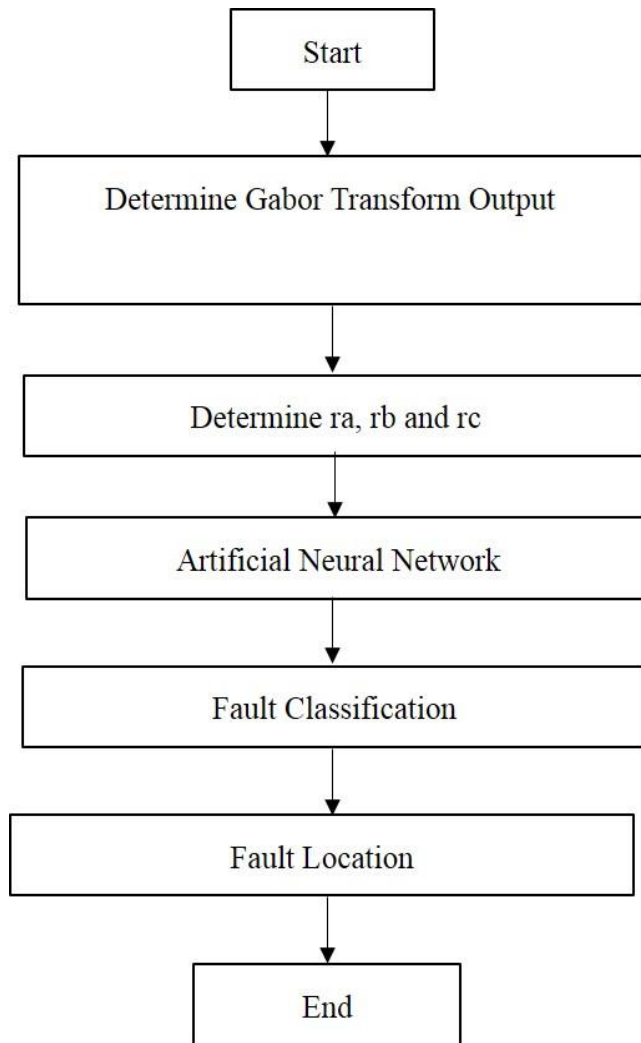 Start
Determine Gabor Transform Output
Determine ra, rb and rc
Artificial Neural Network
Fault Classification
Fault Location
End